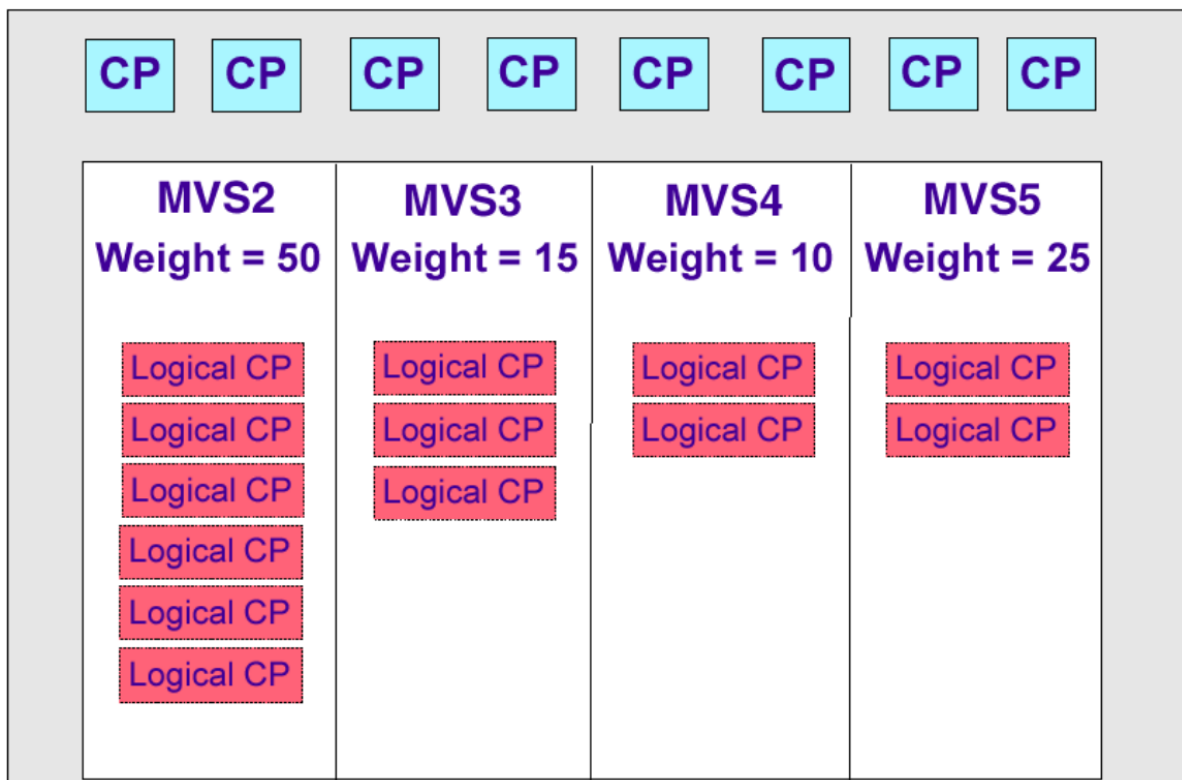 CP CP CP CP CP CP CP CP
MVS2 MVS3 MVS4 MVS5
Weight = 50 Weight = 15 Weight = 10 Weight = 25
Logical CP Logical CP Logical CP Logical CP
Logical CP Logical CP Logical CP Logical CP
Logical CP Logical CP
Logical CP
Logical CP
Logical CP